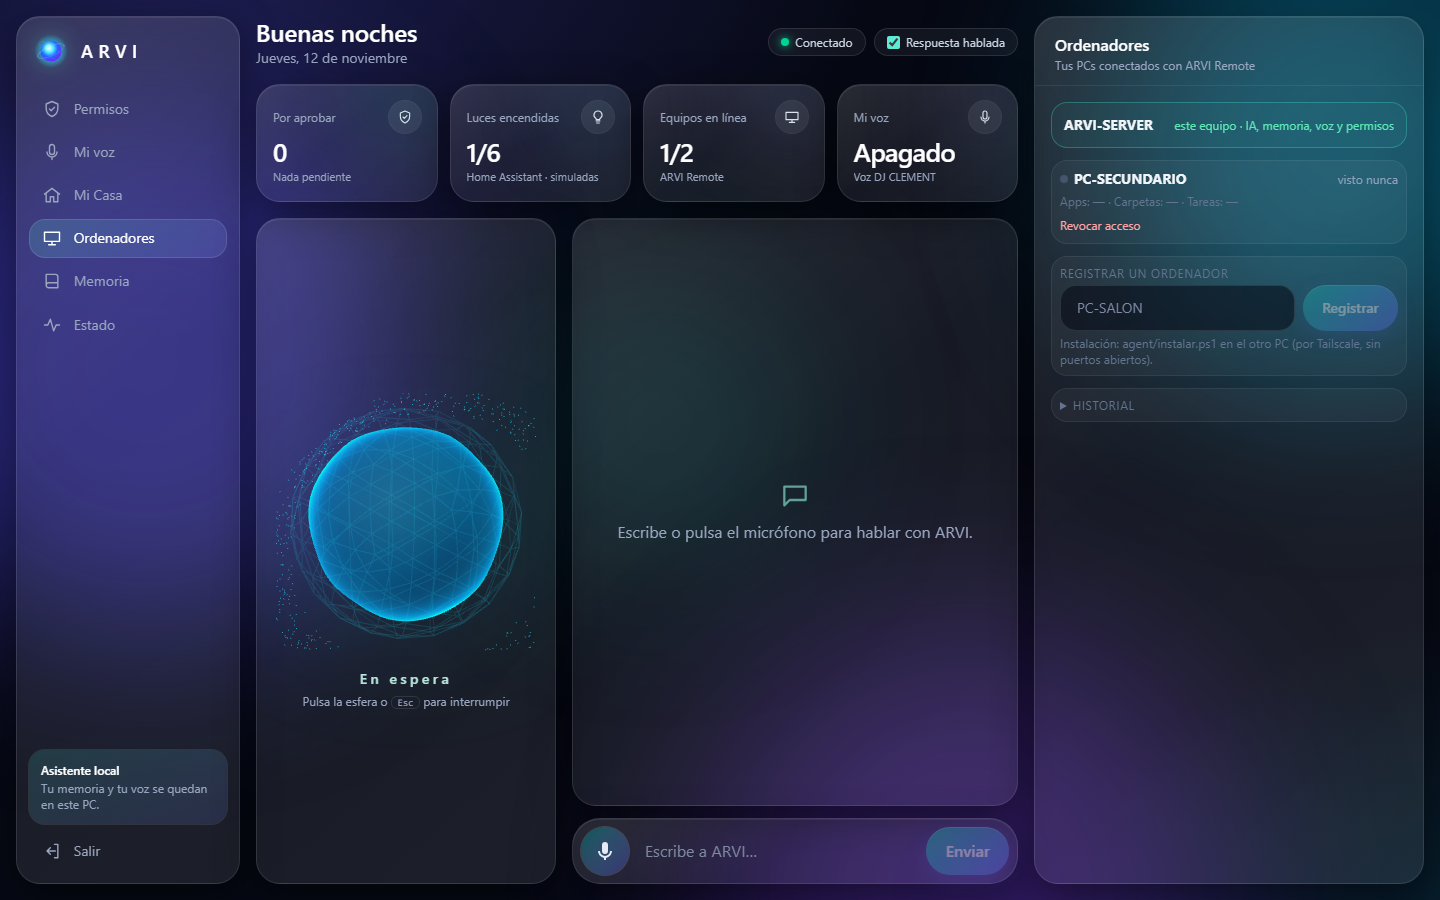 ARVI
Permisos
Mi voz
Mi Casa
Ordenadores
Memoria
Estado
Asistente local
Tu memoria y tu voz se quedan
en este PC.
Salir
Buenas noches
Jueves, 12 de noviembre
Conectado
Respuesta hablada
Por aprobar
0
Nada pendiente
Luces encendidas
1/6
Home Assistant · simuladas
Equipos en línea
1/2
ARVI Remote
Mi voz
Apagado
Voz DJ CLEMENT
En espera
Pulsa la esfera o Esc para interrumpir
Escribe o pulsa el micrófono para hablar con ARVI.
Escribe a ARVI...
Enviar
Ordenadores
Tus PCs conectados con ARVI Remote
ARVI-SERVER este equipo · IA, memoria, voz y permisos
PC-SECUNDARIO visto nunca
Apps: — · Carpetas: — · Tareas: —
Revocar acceso
REGISTRAR UN ORDENADOR
PC-SALON Registrar
Instalación: agent/instalar.ps1 en el otro PC (por Tailscale, sin
puertos abiertos).
HISTORIAL